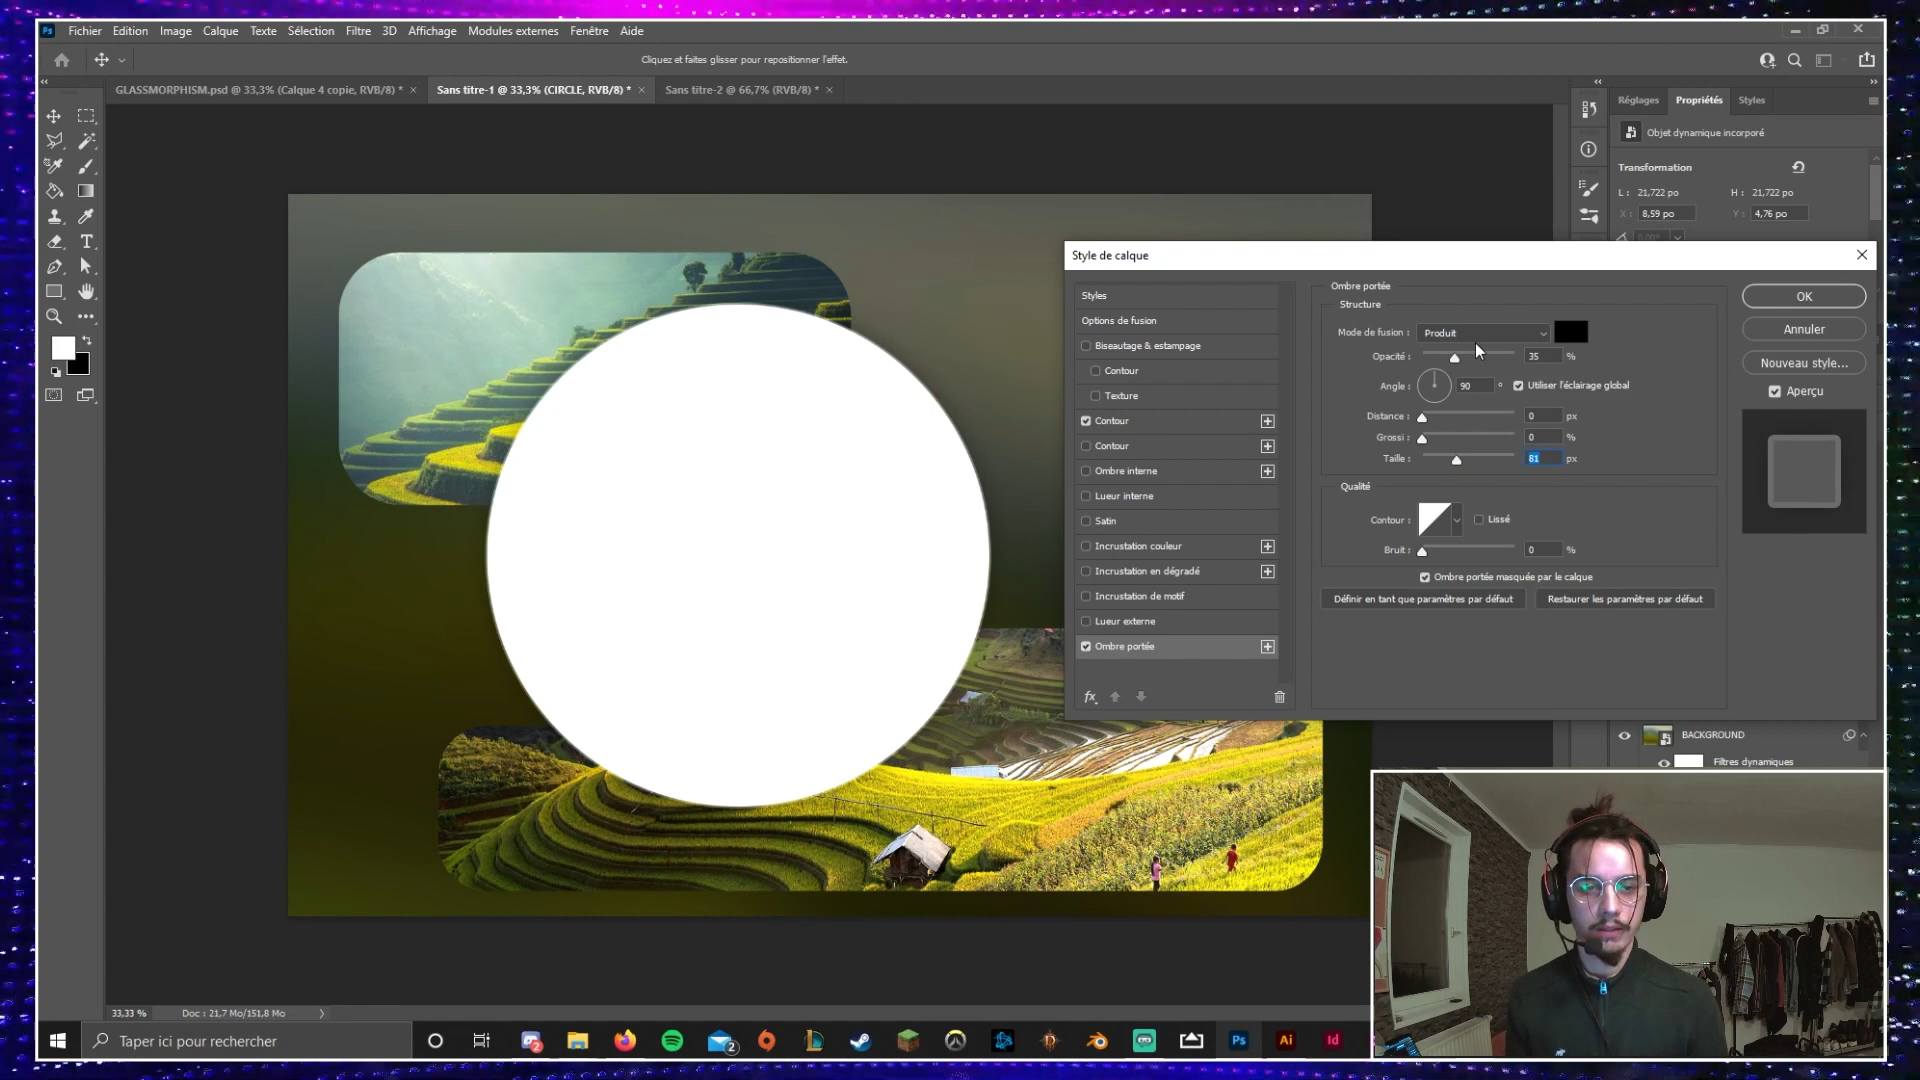 Ps Fichier Edition Image Calque Texte Sélection Filtre 3D Affichage Modules externes Fenêtre Aide
Cliquez et faites glisser pour repositionner l'effet.
GLASSMORPHISM.psd @ 33,3% (Calque 4 copie, RVB/8) * × Sans titre-1 @ 33,3% (CIRCLE, RVB/8) * × Sans titre-2 @ 66,7% (RVB/8) * ×
Réglages Propriétés Styles
Objet dynamique incorporé
Transformation
L : 21,722 po H : 21,722 po
X : 8,59 po Y : 4,76 po
Style de calque
Styles
Options de fusion
Biseautage & estampage
Contour
Texture
Contour
Contour
Ombre interne
Lueur interne
Satin
Incrustation couleur
Incrustation en dégradé
Incrustation de motif
Lueur externe
Ombre portée
fx
Ombre portée
Structure
Mode de fusion : Produit
Opacité : 35 %
Angle : 90 ° Utiliser l'éclairage global
Distance : 0 px
Grossi : 0 %
Taille : 81 px
Qualité
Contour : Lissé
Bruit : 0 %
Ombre portée masquée par le calque
Définir en tant que paramètres par défaut Restaurer les paramètres par défaut
OK
Annuler
Nouveau style...
Aperçu
BACKGROUND
Filtres dynamiques
33,33 % Doc : 21,7 Mo/151,8 Mo
Taper ici pour rechercher
2
2
Ps
Ai
Id